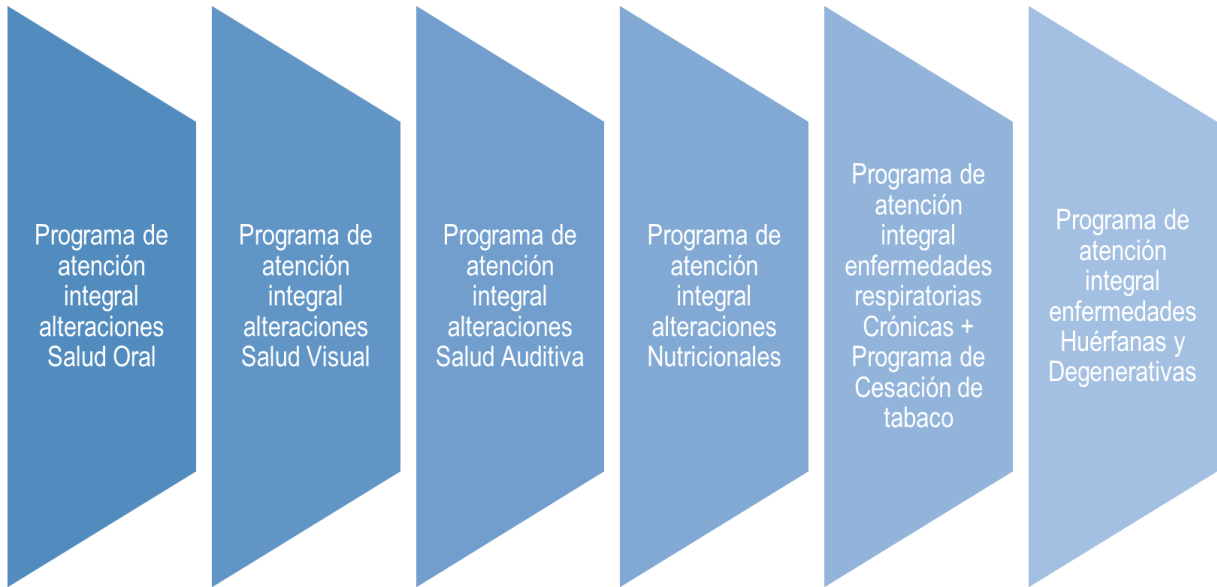 Programa de
atención
integral
alteraciones
Salud Oral
Programa de
atención
integral
alteraciones
Salud Visual
Programa de
atención
integral
alteraciones
Salud Auditiva
Programa de
atención
integral
alteraciones
Nutricionales
Programa de
atención
integral
enfermedades
respiratorias
Crónicas +
Programa de
Cesación de
tabaco
Programa de
atención
integral
enfermedades
Huérfanas y
Degenerativas